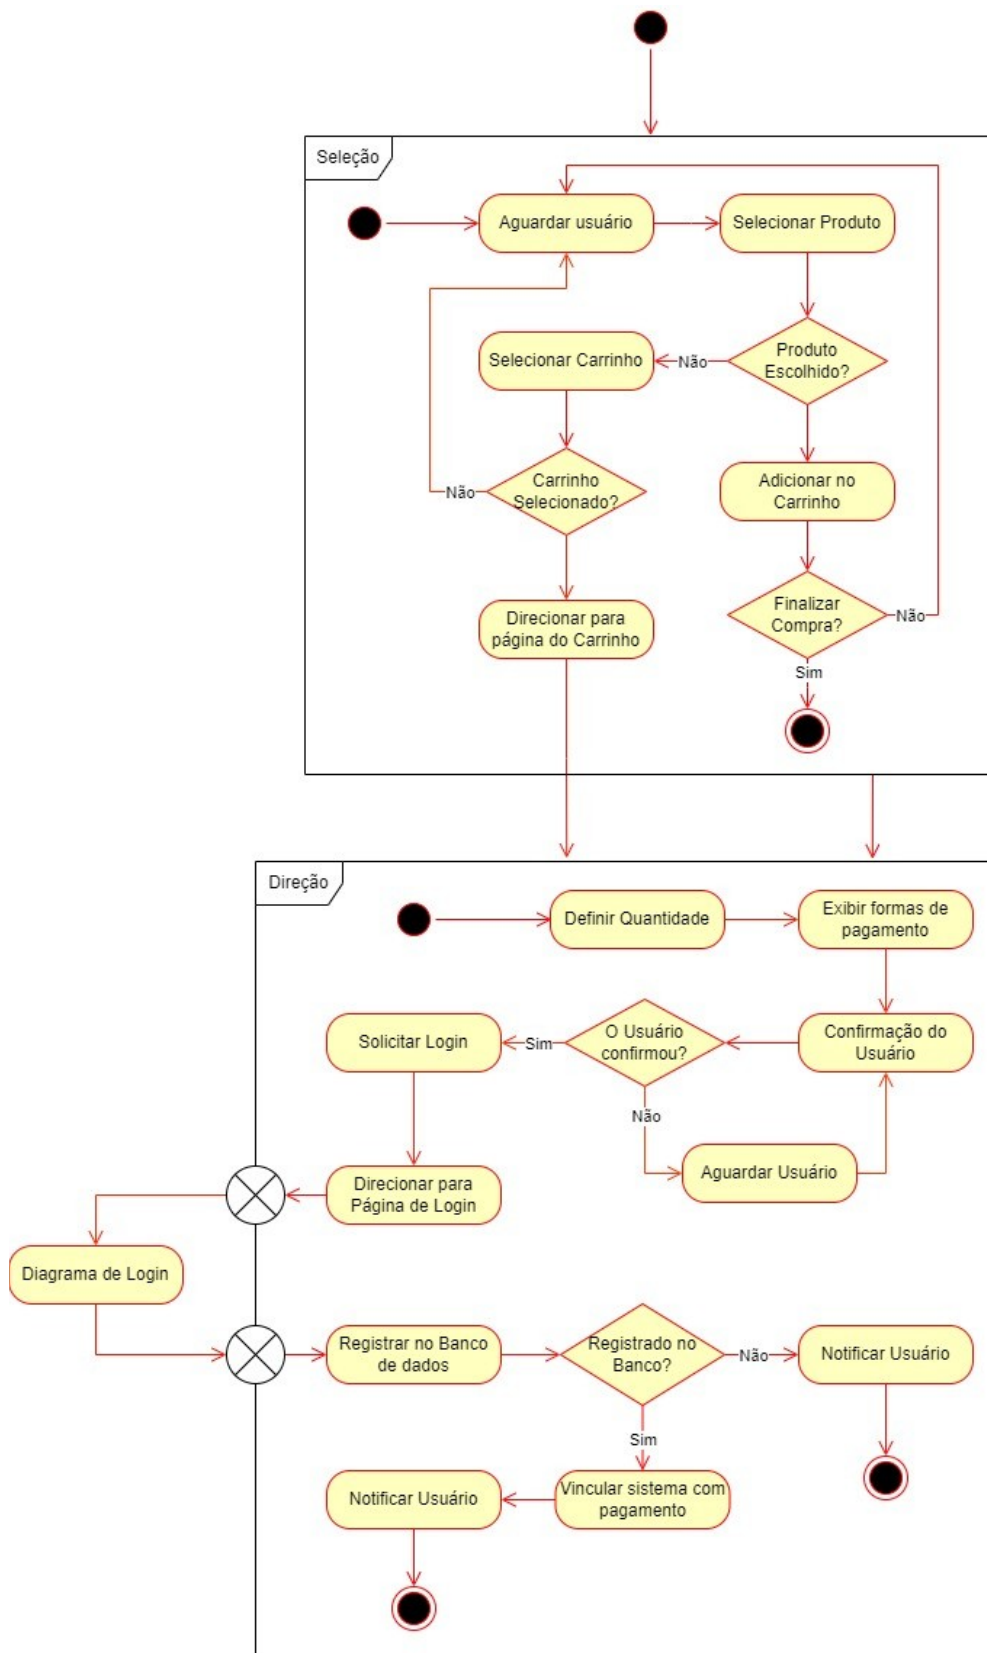 Seleção
Aguardar usuário
Selecionar Produto
Selecionar Carrinho
Não
Produto
Escolhido?
Não
Carrinho
Selecionado?
Adicionar no
Carrinho
Direcionar para
página do Carrinho
Finalizar
Compra?
Não
Sim
Direção
Definir Quantidade
Exibir formas de
pagamento
Solicitar Login
Sim
O Usuário
confirmou?
Confirmação do
Usuário
Não
Aguardar Usuário
Direcionar para
Página de Login
Diagrama de Login
Registrar no Banco
de dados
Registrado no
Banco?
Não
Notificar Usuário
Sim
Notificar Usuário
Vincular sistema com
pagamento